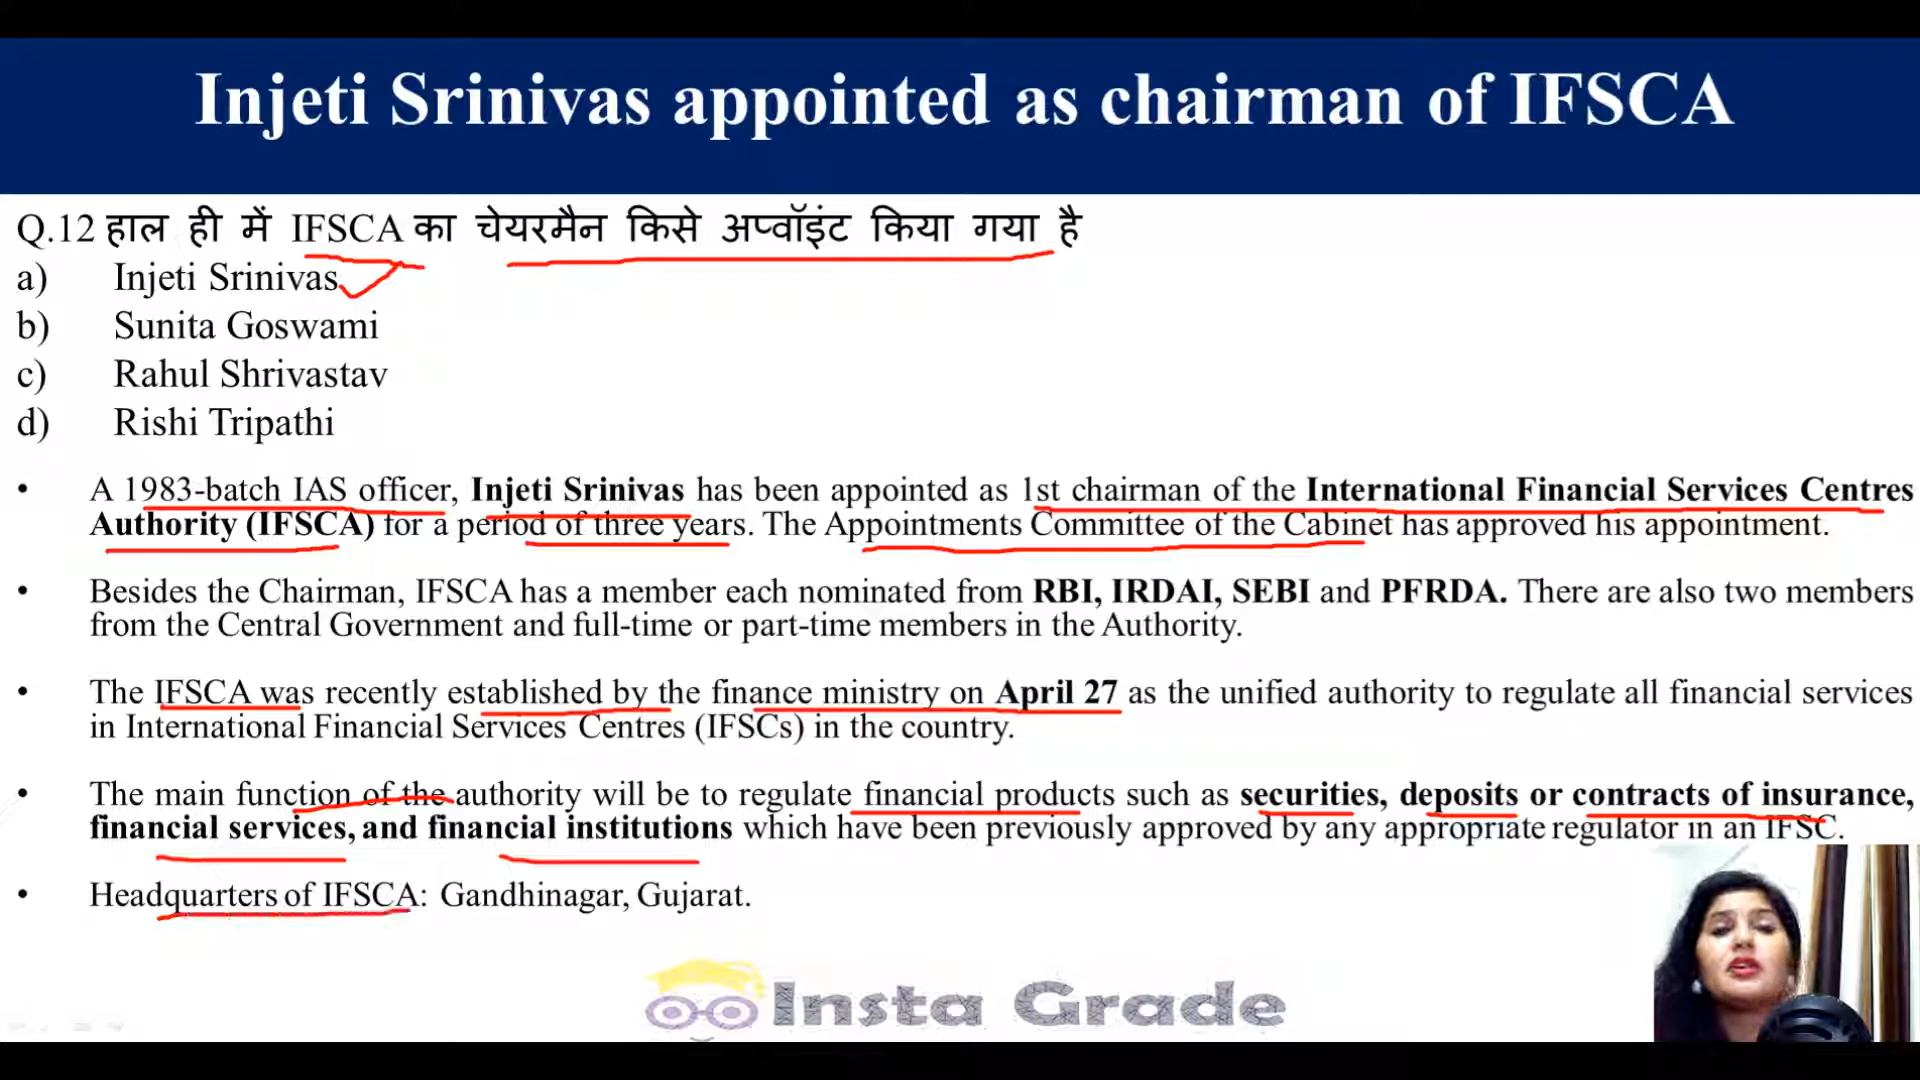 Injeti Srinivas appointed as chairman of IFSCA
Q.12 हाल ही में IFSCA का चेयरमैन किसे अप्वॉइंट किया गया है
a) Injeti Srinivas
b) Sunita Goswami
c) Rahul Shrivastav
d) Rishi Tripathi
• A 1983-batch IAS officer, Injeti Srinivas has been appointed as 1st chairman of the International Financial Services Centres
Authority (IFSCA) for a period of three years. The Appointments Committee of the Cabinet has approved his appointment.
• Besides the Chairman, IFSCA has a member each nominated from RBI, IRDAI, SEBI and PFRDA. There are also two members
from the Central Government and full-time or part-time members in the Authority.
• The IFSCA was recently established by the finance ministry on April 27 as the unified authority to regulate all financial services
in International Financial Services Centres (IFSCs) in the country.
• The main function of the authority will be to regulate financial products such as securities, deposits or contracts of insurance,
financial services, and financial institutions which have been previously approved by any appropriate regulator in an IFSC.
• Headquarters of IFSCA: Gandhinagar, Gujarat.
Insta Grade